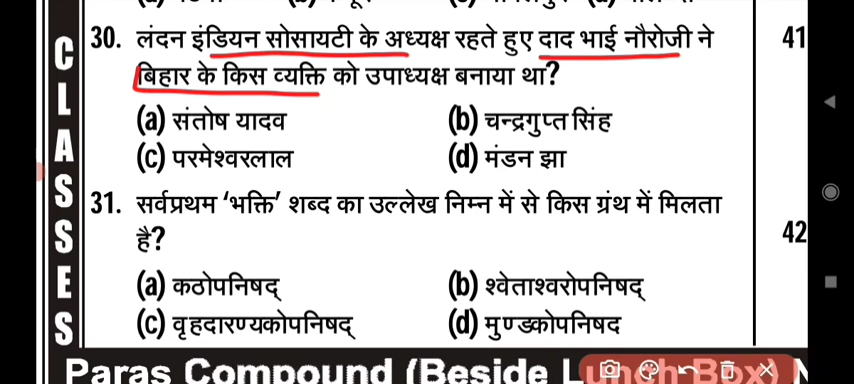 30. लंदन इंडियन सोसायटी के अध्यक्ष रहते हुए दाद भाई नौरोजी ने
बिहार के किस व्यक्ति को उपाध्यक्ष बनाया था?
(a) संतोष यादव (b) चन्द्रगुप्त सिंह
(c) परमेश्वरलाल (d) मंडन झा
31. सर्वप्रथम ‘भक्ति’ शब्द का उल्लेख निम्न में से किस ग्रंथ में मिलता
है?
(a) कठोपनिषद् (b) श्वेताश्वरोपनिषद्
(c) वृहदारण्यकोपनिषद् (d) मुण्डकोपनिषद
41
42
CLASSES
Paras Compound (Beside Lunch Box)